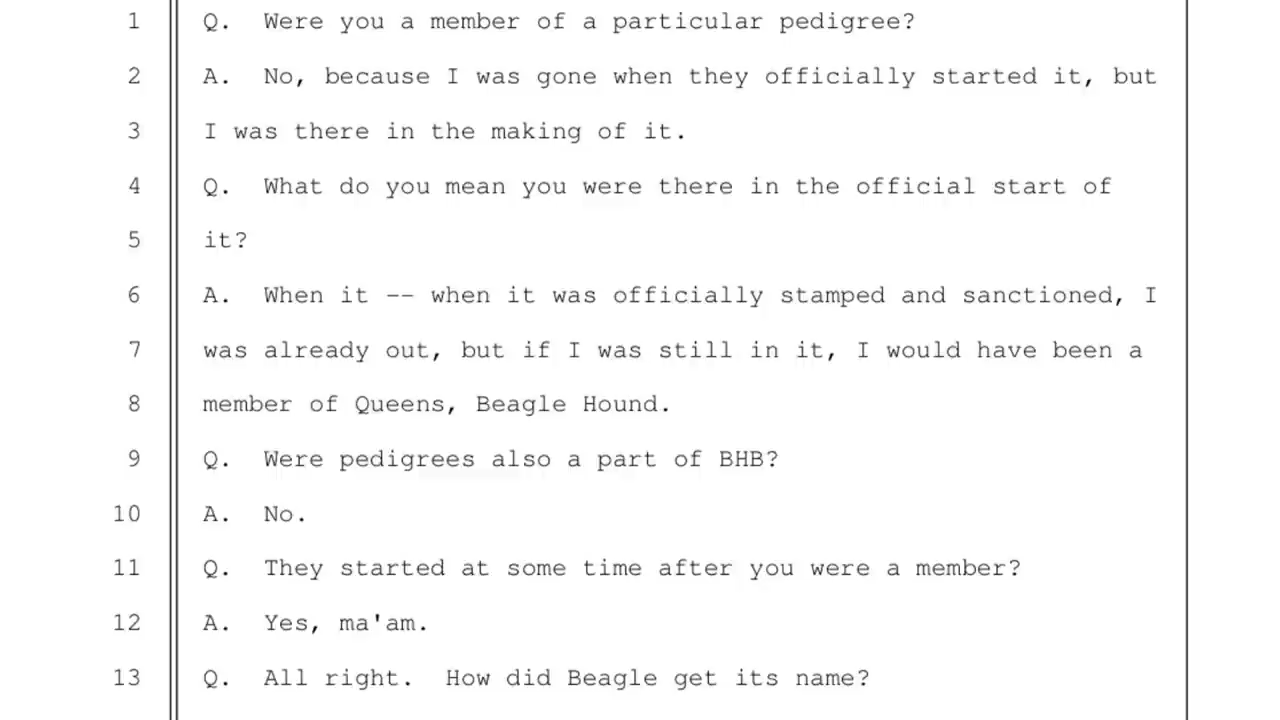 1 Q. Were you a member of a particular pedigree?
2 A. No, because I was gone when they officially started it, but
3 I was there in the making of it.
4 Q. What do you mean you were there in the official start of
5 it?
6 A. When it -- when it was officially stamped and sanctioned, I
7 was already out, but if I was still in it, I would have been a
8 member of Queens, Beagle Hound.
9 Q. Were pedigrees also a part of BHB?
10 A. No.
11 Q. They started at some time after you were a member?
12 A. Yes, ma'am.
13 Q. All right. How did Beagle get its name?